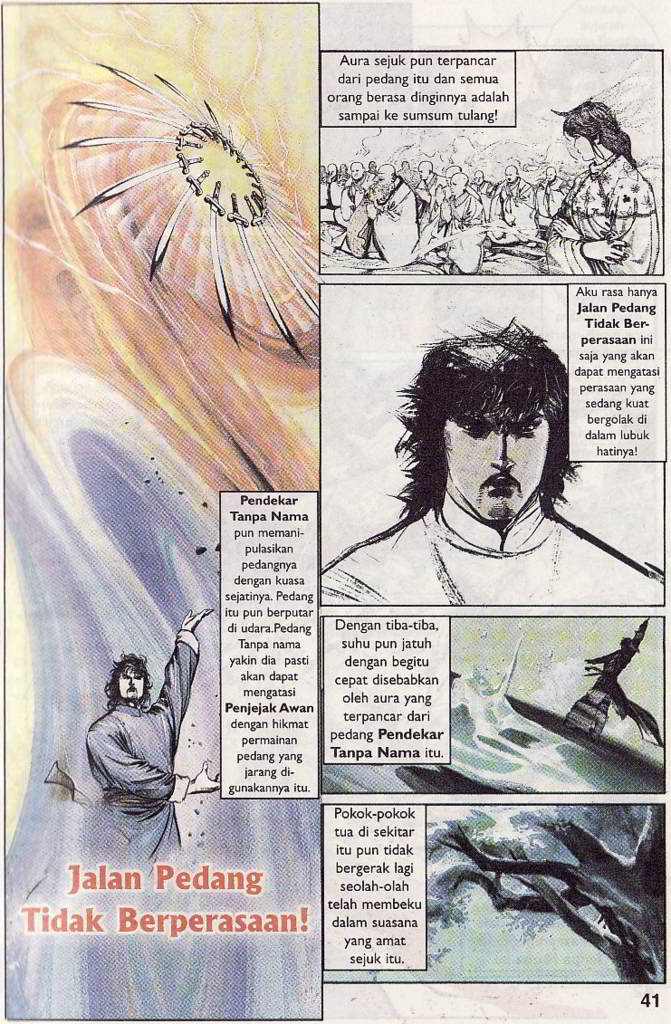 Pendekar
Tanpa Nama
pun memani-
pulasikan
pedangnya
dengan kuasa
sejatinya. Pedang
itu pun berputar
di udara.Pedang
Tanpa nama
yakin dia pasti
akan dapat
mengatasi
Penjejak Awan
dengan hikmat
permainan
pedang yang
jarang di-
gunakannya itu.
Jalan Pedang
Tidak Berperasaan!
Aura sejuk pun terpancar
dari pedang itu dan semua
orang berasa dinginnya adalah
sampai ke sumsum tulang!
Aku rasa hanya
Jalan Pedang
Tidak Ber-
perasaan ini
saja yang akan
dapat mengatasi
perasaan yang
sedang kuat
bergolak di
dalam lubuk
hatinya!
Dengan tiba-tiba,
suhu pun jatuh
dengan begitu
cepat disebabkan
oleh aura yang
terpancar dari
pedang Pendekar
Tanpa Nama itu.
Pokok-pokok
tua di sekitar
itu pun tidak
bergerak lagi
seolah-olah
telah membeku
dalam suasana
yang amat
sejuk itu.
41